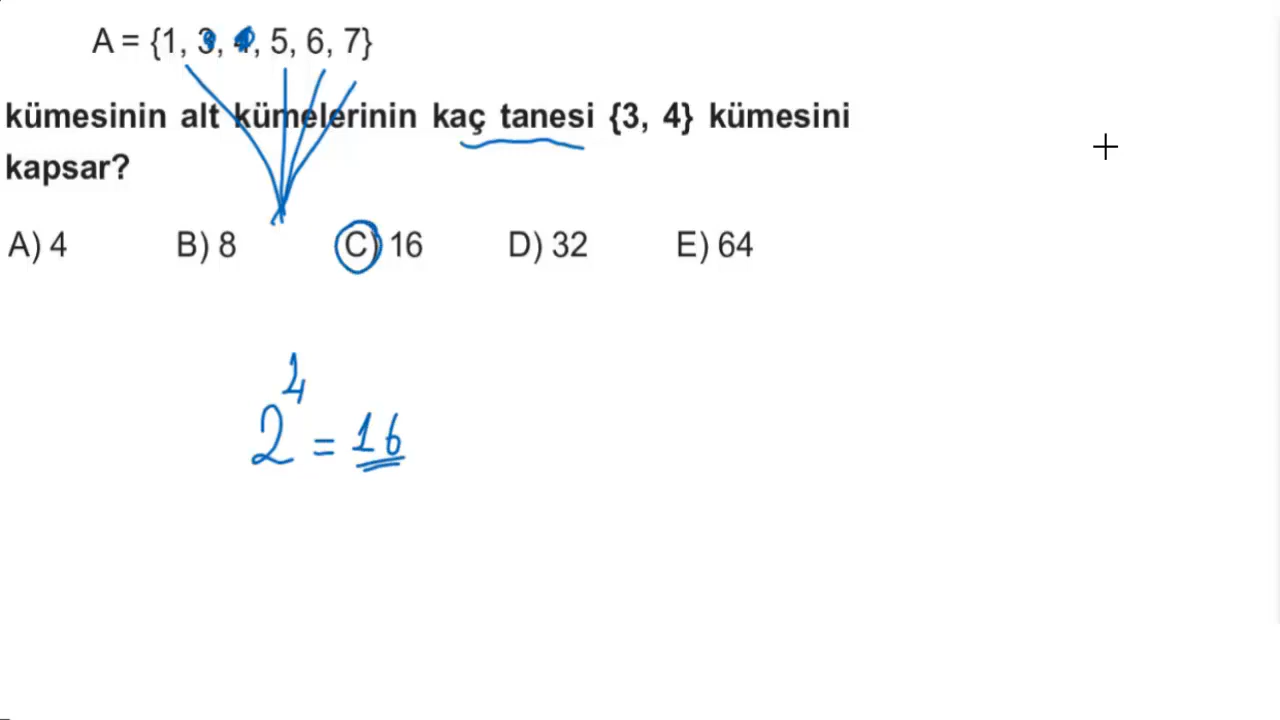 A = {1, 3, 4, 5, 6, 7}
kümesinin alt kümelerinin kaç tanesi {3, 4} kümesini
kapsar?
A) 4 B) 8 C) 16 D) 32 E) 64
2⁴ = 16